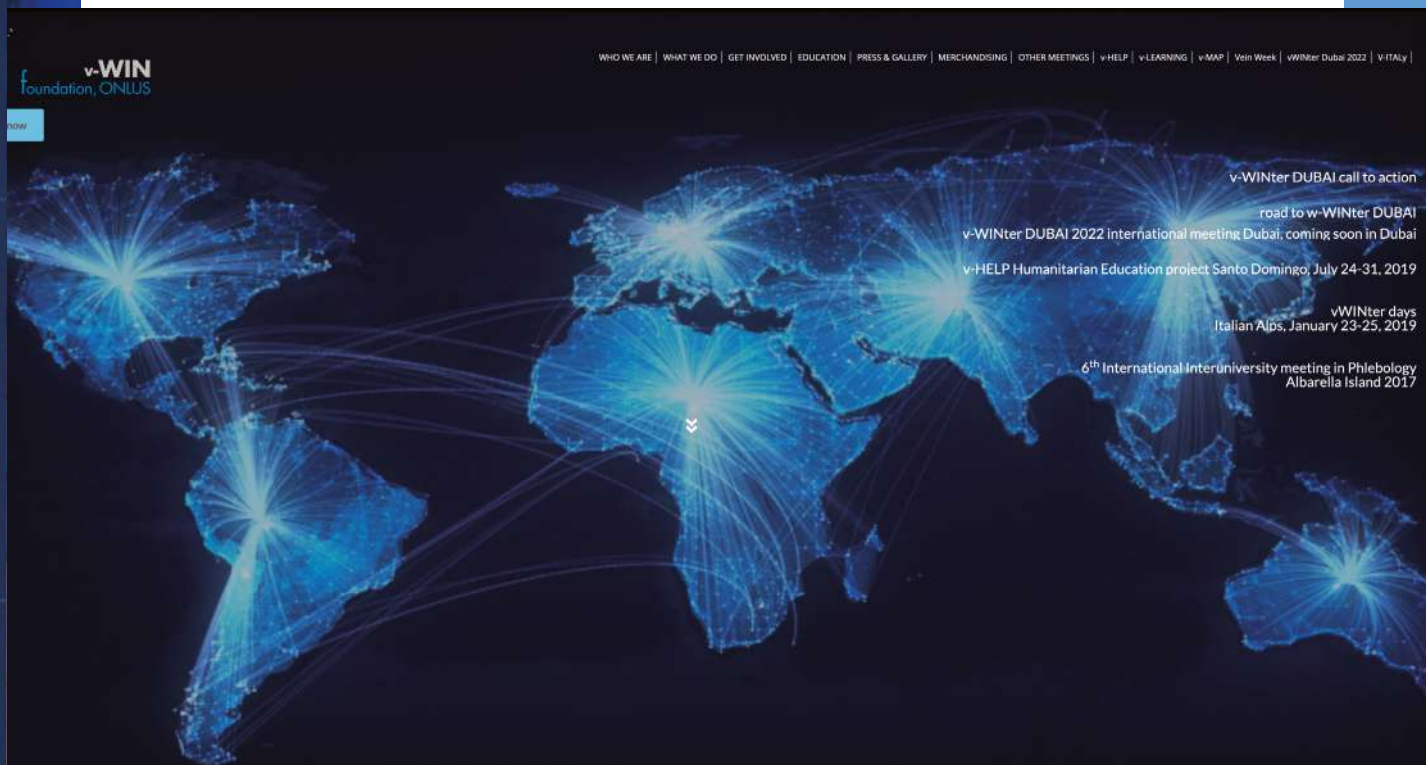 v-WIN
foundation, ONLUS
now
WHO WE ARE | WHAT WE DO | GET INVOLVED | EDUCATION | PRESS & GALLERY | MERCHANDISING | OTHER MEETINGS | v-HELP | v-LEARNING | v-MAP | Vein Week | vWINter Dubai 2022 | V-ITALy |
v-WINter DUBAI call to action
road to w-WINter DUBAI
v-WINter DUBAI 2022 international meeting Dubai, coming soon in Dubai
v-HELP Humanitarian Education project Santo Domingo, July 24-31, 2019
vWINter days
Italian Alps, January 23-25, 2019
6th International Interuniversity meeting in Phlebology
Albarella Island 2017